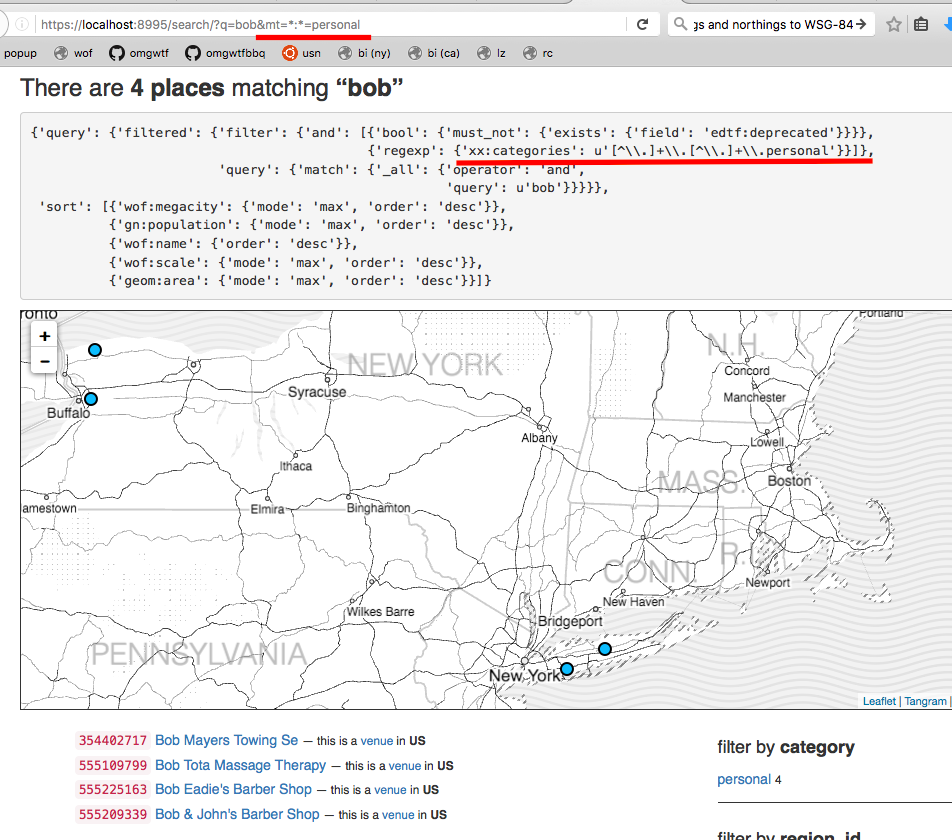 https://localhost:8995/search/?q=bob&mt=*:*=personal
gs and northings to WSG-84
popup wof omgwtf omgwtfbbq usn bi (ny) bi (ca) lz rc
There are 4 places matching “bob”
{'query': {'filtered': {'filter': {'and': [{'bool': {'must_not': {'exists': {'field': 'edtf:deprecated'}}}},
{'regexp': {'xx:categories': u'[^\\.]+\\.[^\\.]+\\.personal'}}]},
'query': {'match': {'_all': {'operator': 'and',
'query': u'bob'}}}}},
'sort': [{'wof:megacity': {'mode': 'max', 'order': 'desc'}},
{'gn:population': {'mode': 'max', 'order': 'desc'}},
{'wof:name': {'order': 'desc'}},
{'wof:scale': {'mode': 'max', 'order': 'desc'}},
{'geom:area': {'mode': 'max', 'order': 'desc'}}]}
ronto
Portland
+
−
NEW YORK
N.H.
Concord
Syracuse
Manchester
Buffalo
Albany
Lowell
Ithaca
MASS.
Boston
amestown
Elmira
Binghamton
R.I.
CONN.
Newport
New Haven
Wilkes Barre
Bridgeport
PENNSYLVANIA
New York
Leaflet | Tangram |
354402717 Bob Mayers Towing Se — this is a venue in US
555109799 Bob Tota Massage Therapy — this is a venue in US
555225163 Bob Eadie's Barber Shop — this is a venue in US
555209339 Bob & John's Barber Shop — this is a venue in US
filter by category
personal 4
filter by region_id